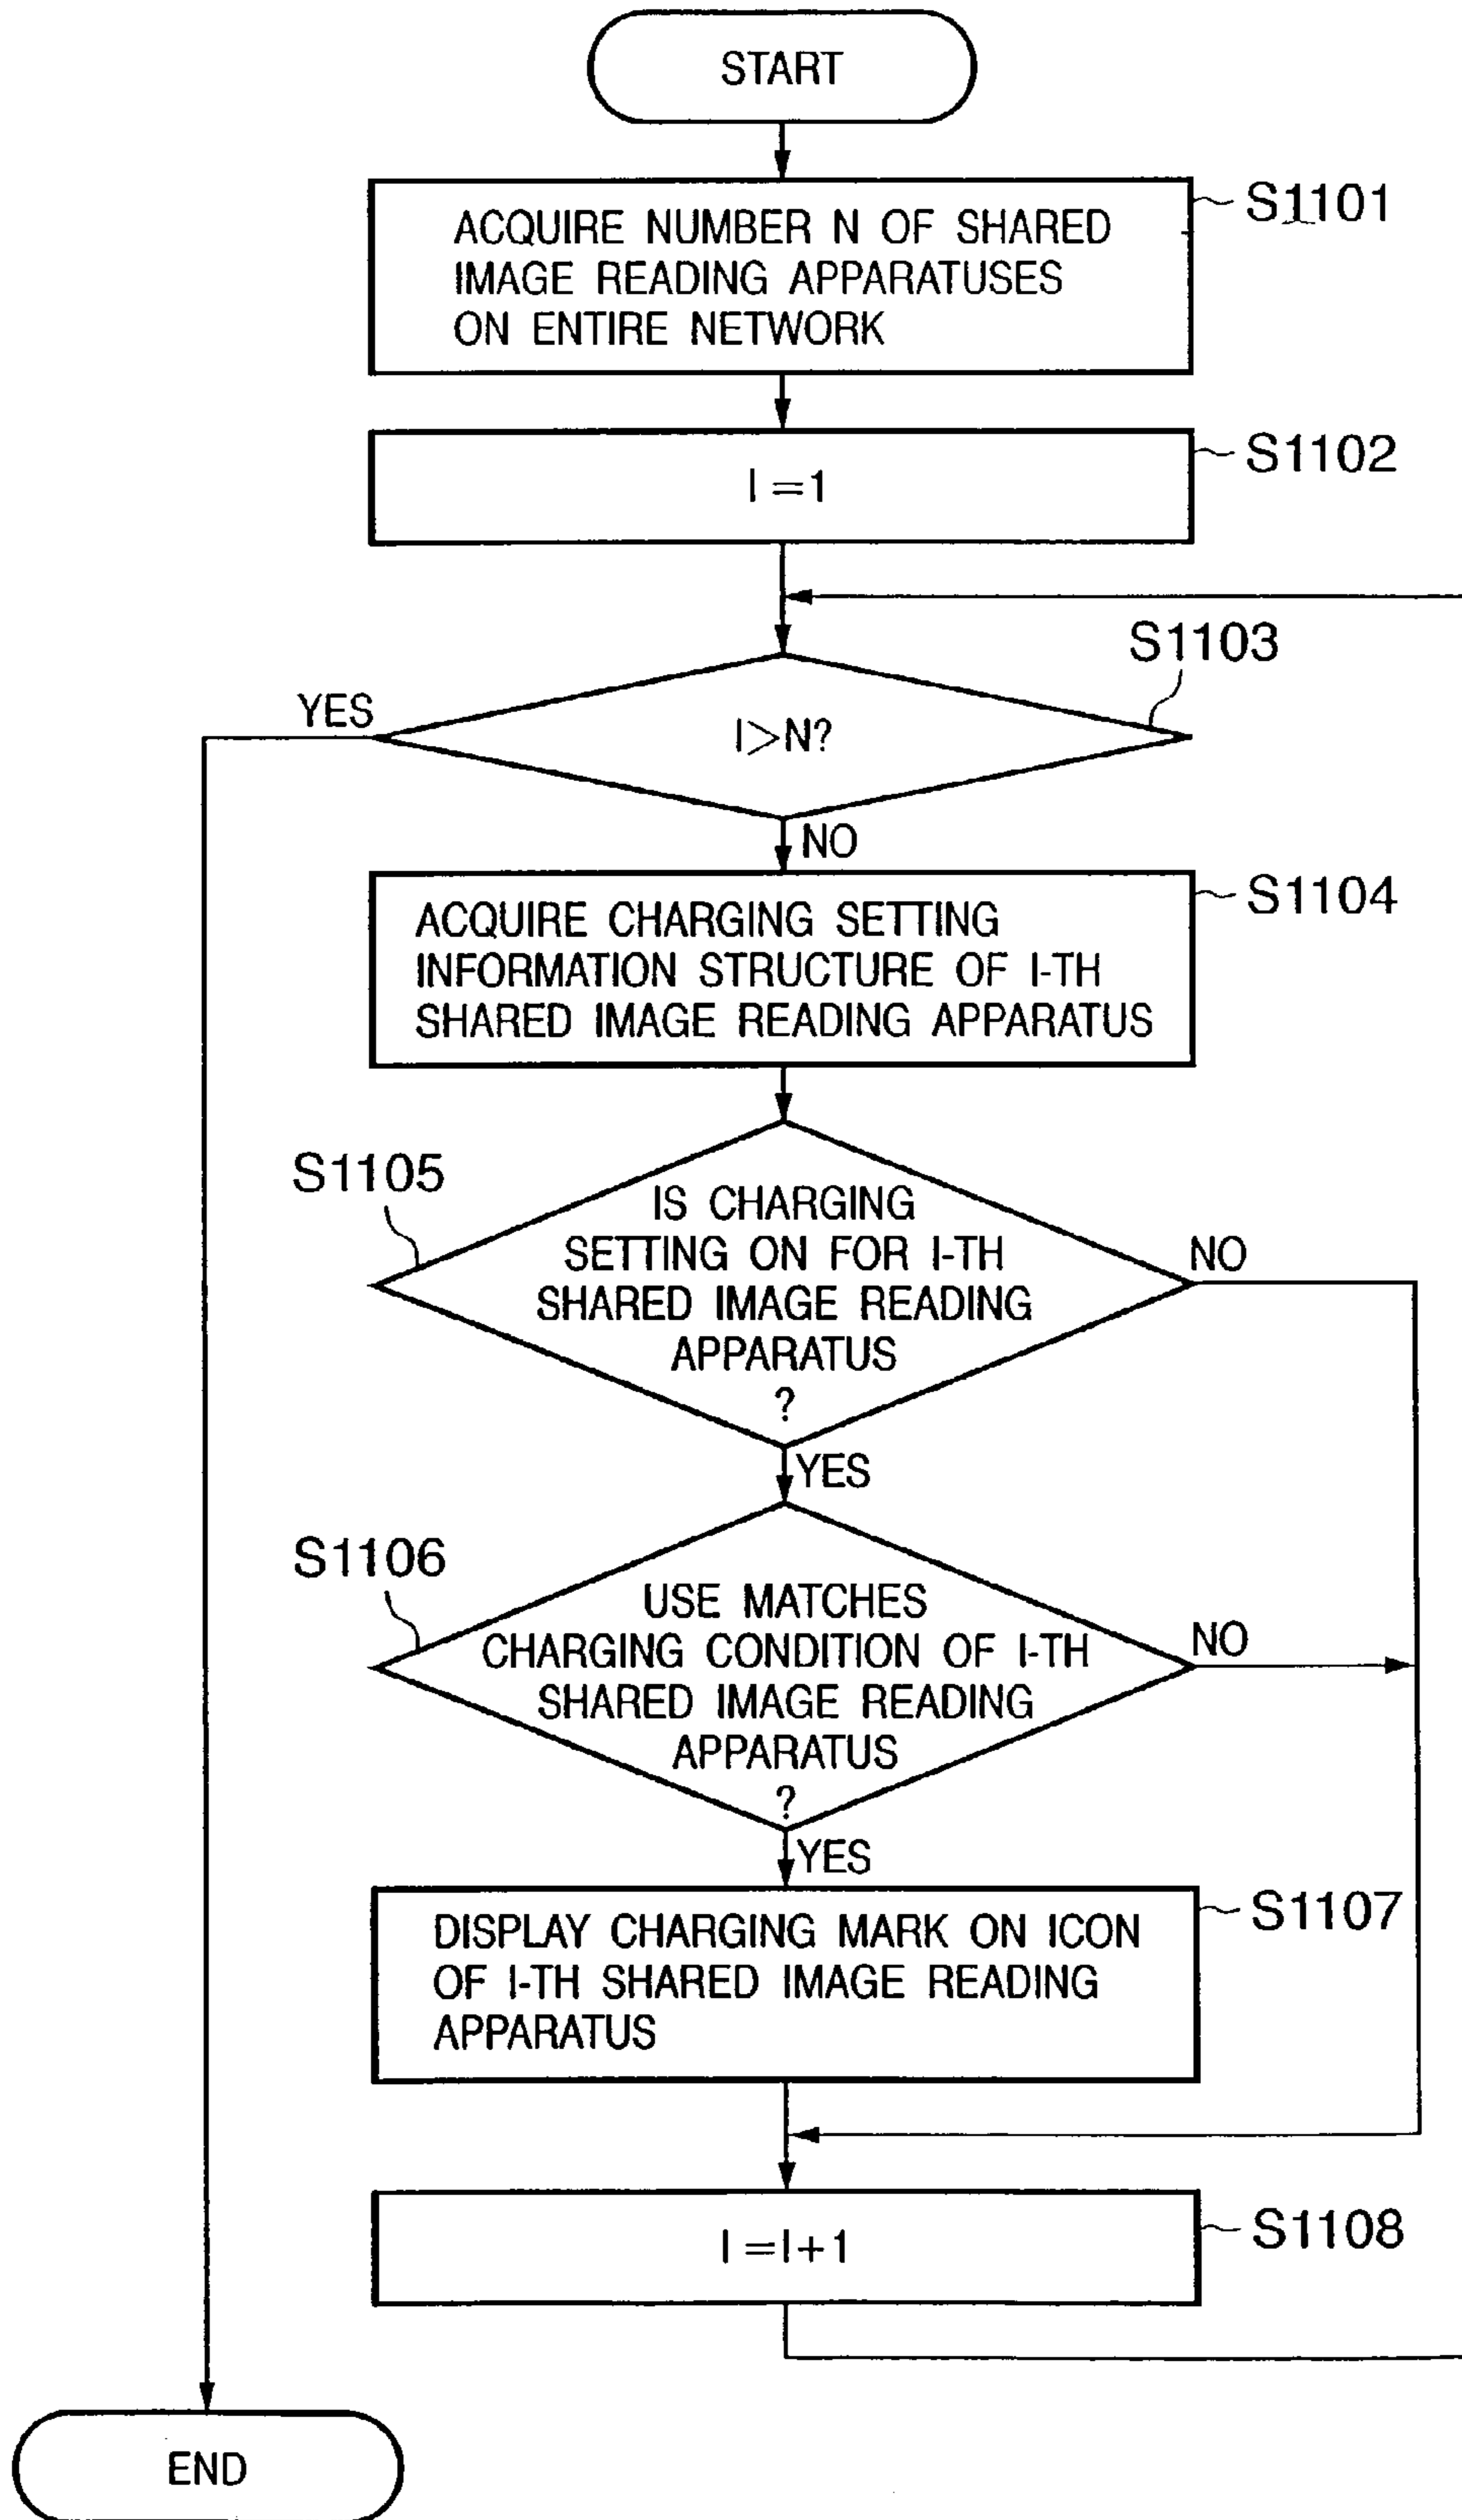 START
ACQUIRE NUMBER N OF SHARED
IMAGE READING APPARATUSES
ON ENTIRE NETWORK
S1101
I=1
S1102
S1103
YES
I>N?
NO
ACQUIRE CHARGING SETTING
INFORMATION STRUCTURE OF I-TH
SHARED IMAGE READING APPARATUS
S1104
S1105
IS CHARGING
SETTING ON FOR I-TH
SHARED IMAGE READING
APPARATUS
?
NO
YES
S1106
USE MATCHES
CHARGING CONDITION OF I-TH
SHARED IMAGE READING
APPARATUS
?
NO
YES
DISPLAY CHARGING MARK ON ICON
OF I-TH SHARED IMAGE READING
APPARATUS
S1107
I=I+1
S1108
END